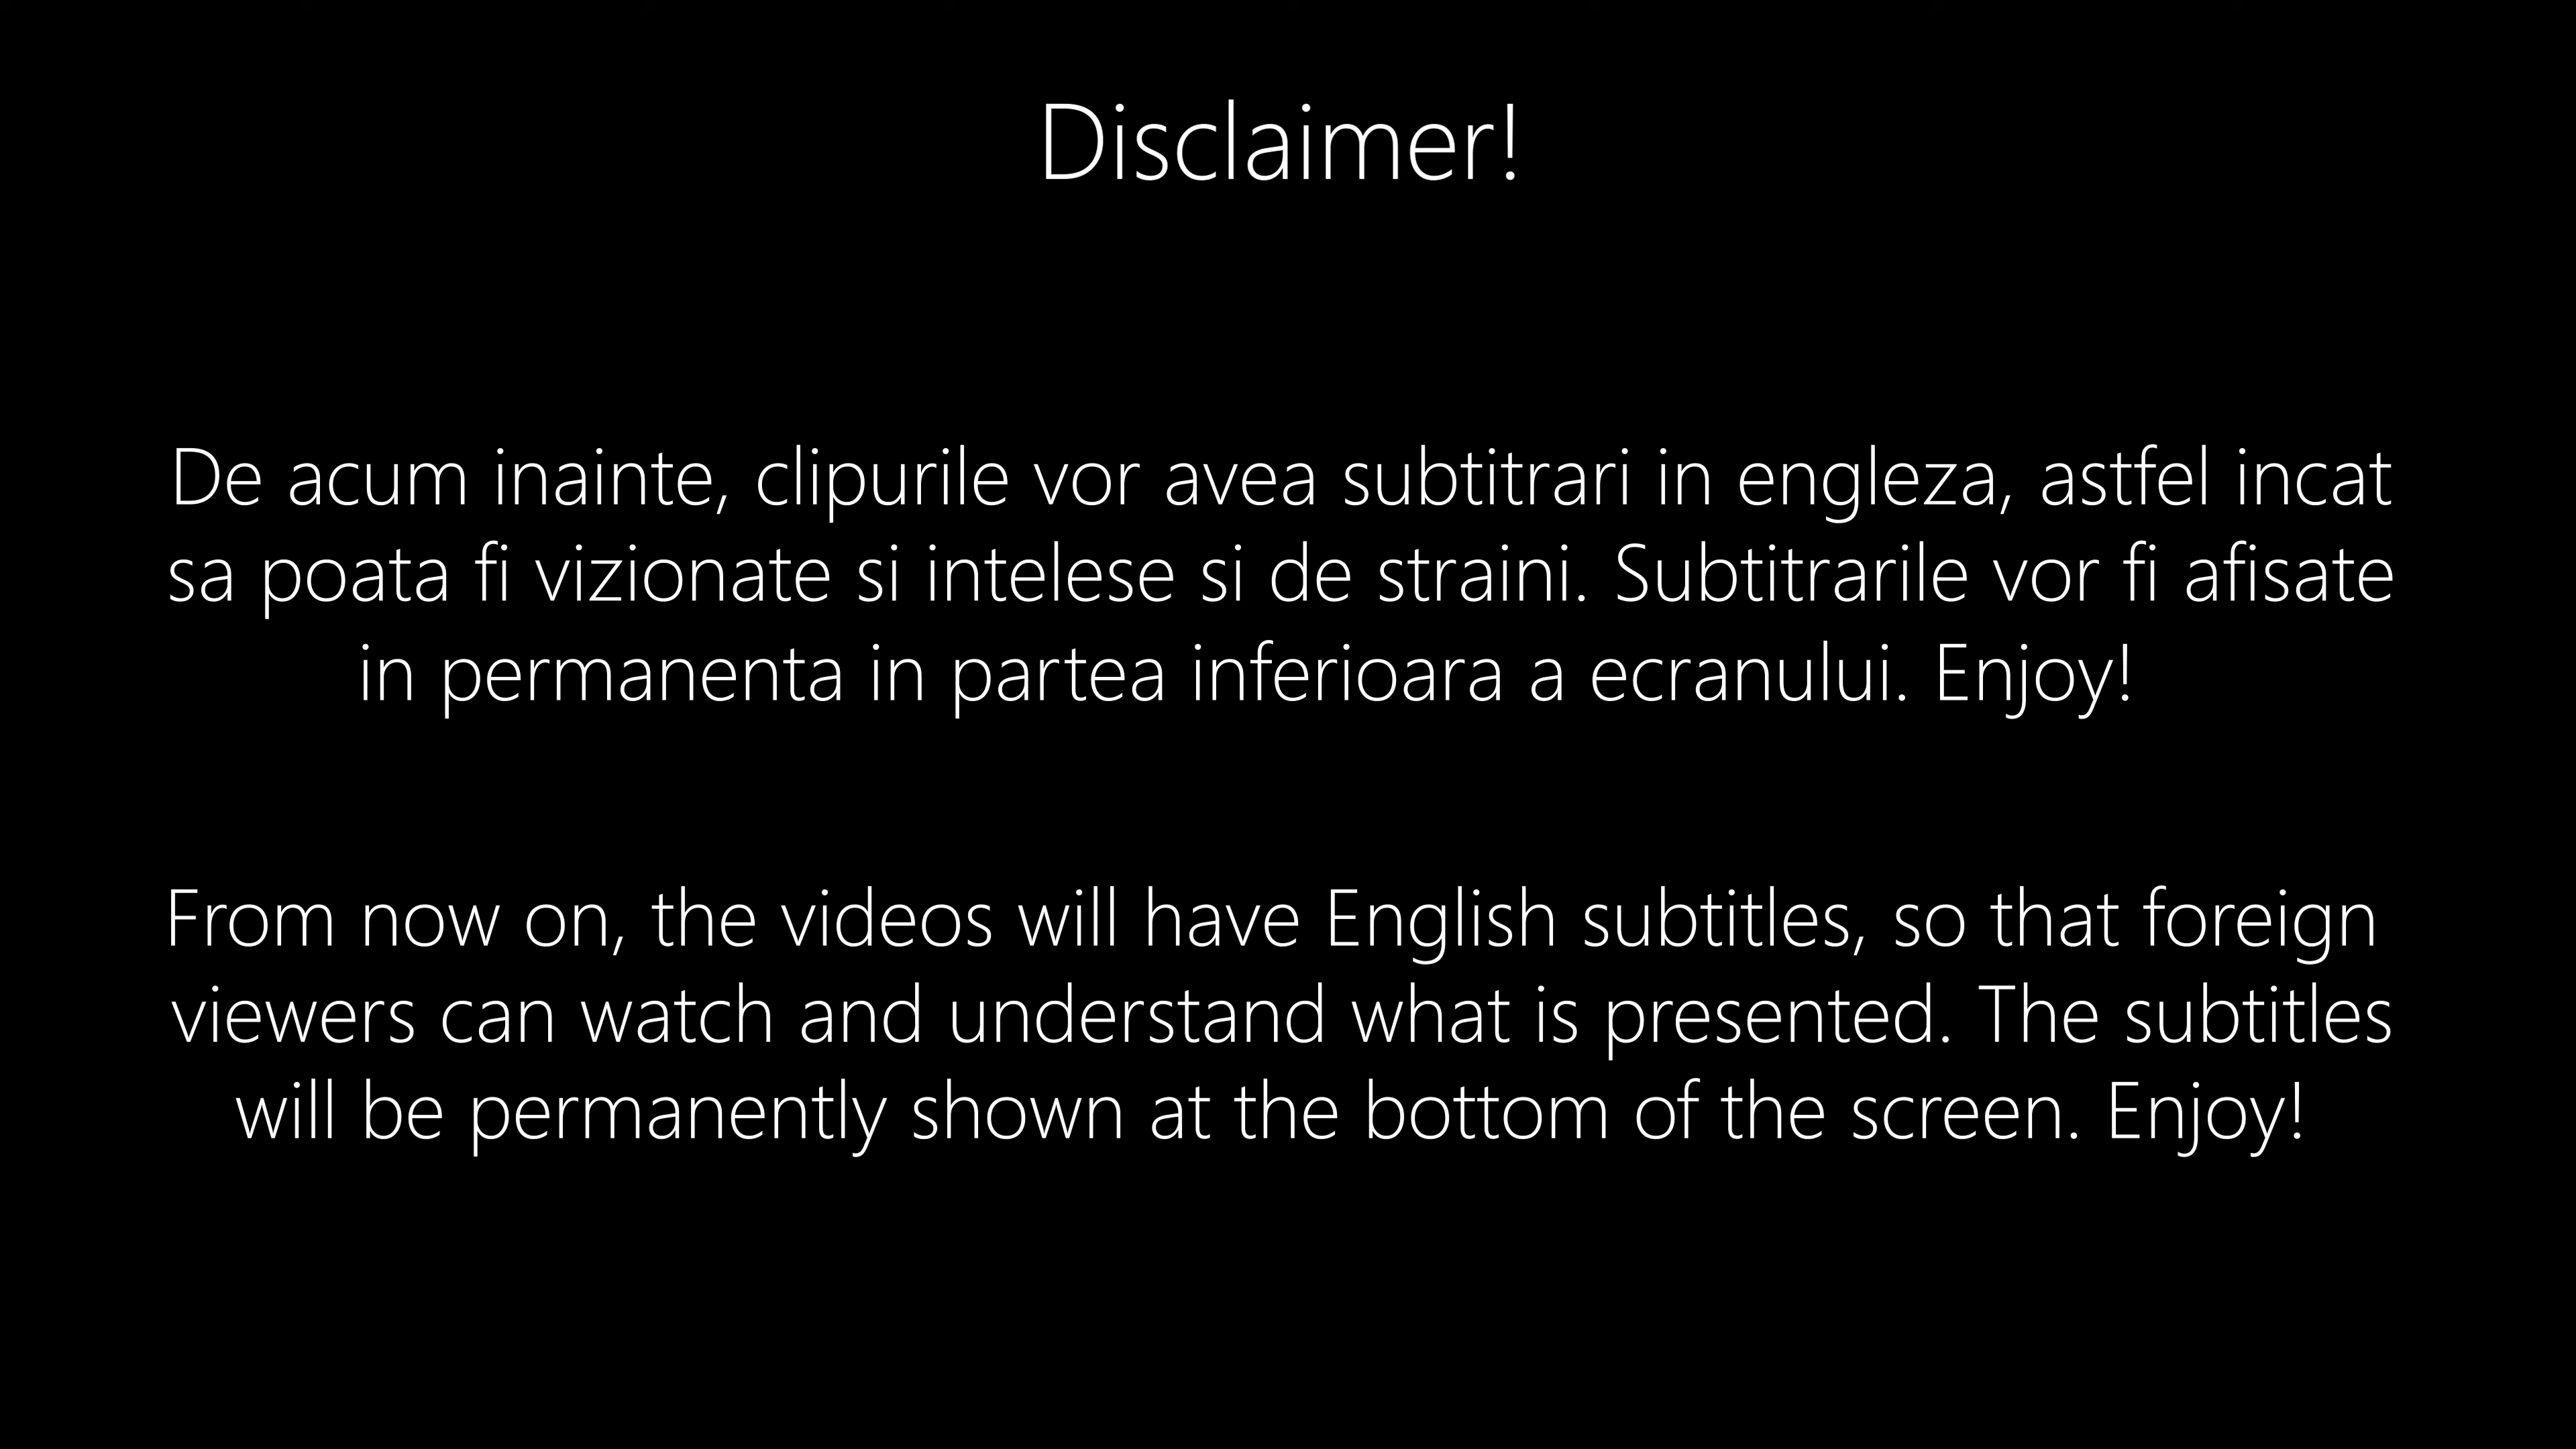 Disclaimer!
De acum inainte, clipurile vor avea subtitrari in engleza, astfel incat
sa poata fi vizionate si intelese si de straini. Subtitrarile vor fi afisate
in permanenta in partea inferioara a ecranului. Enjoy!
From now on, the videos will have English subtitles, so that foreign
viewers can watch and understand what is presented. The subtitles
will be permanently shown at the bottom of the screen. Enjoy!